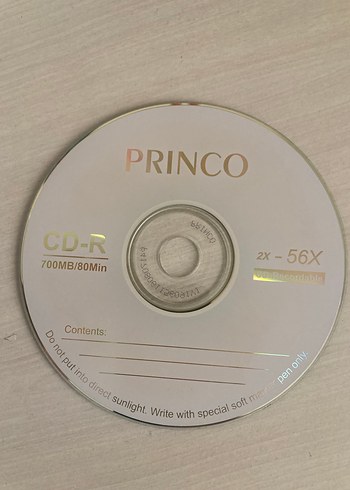 PRINCO
CD-R
700MB/80Min
2X - 56X
Contents:
Do not put into direct sunlight. Write with special soft pen only.
PRINCO